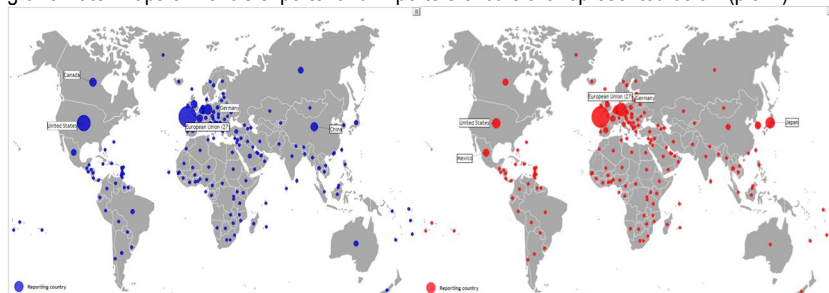 Canada
United States
Germany
European Union (27
China
Reporting country
European Union (27)
Germany
United States
Japan
Mexico
Reporting country